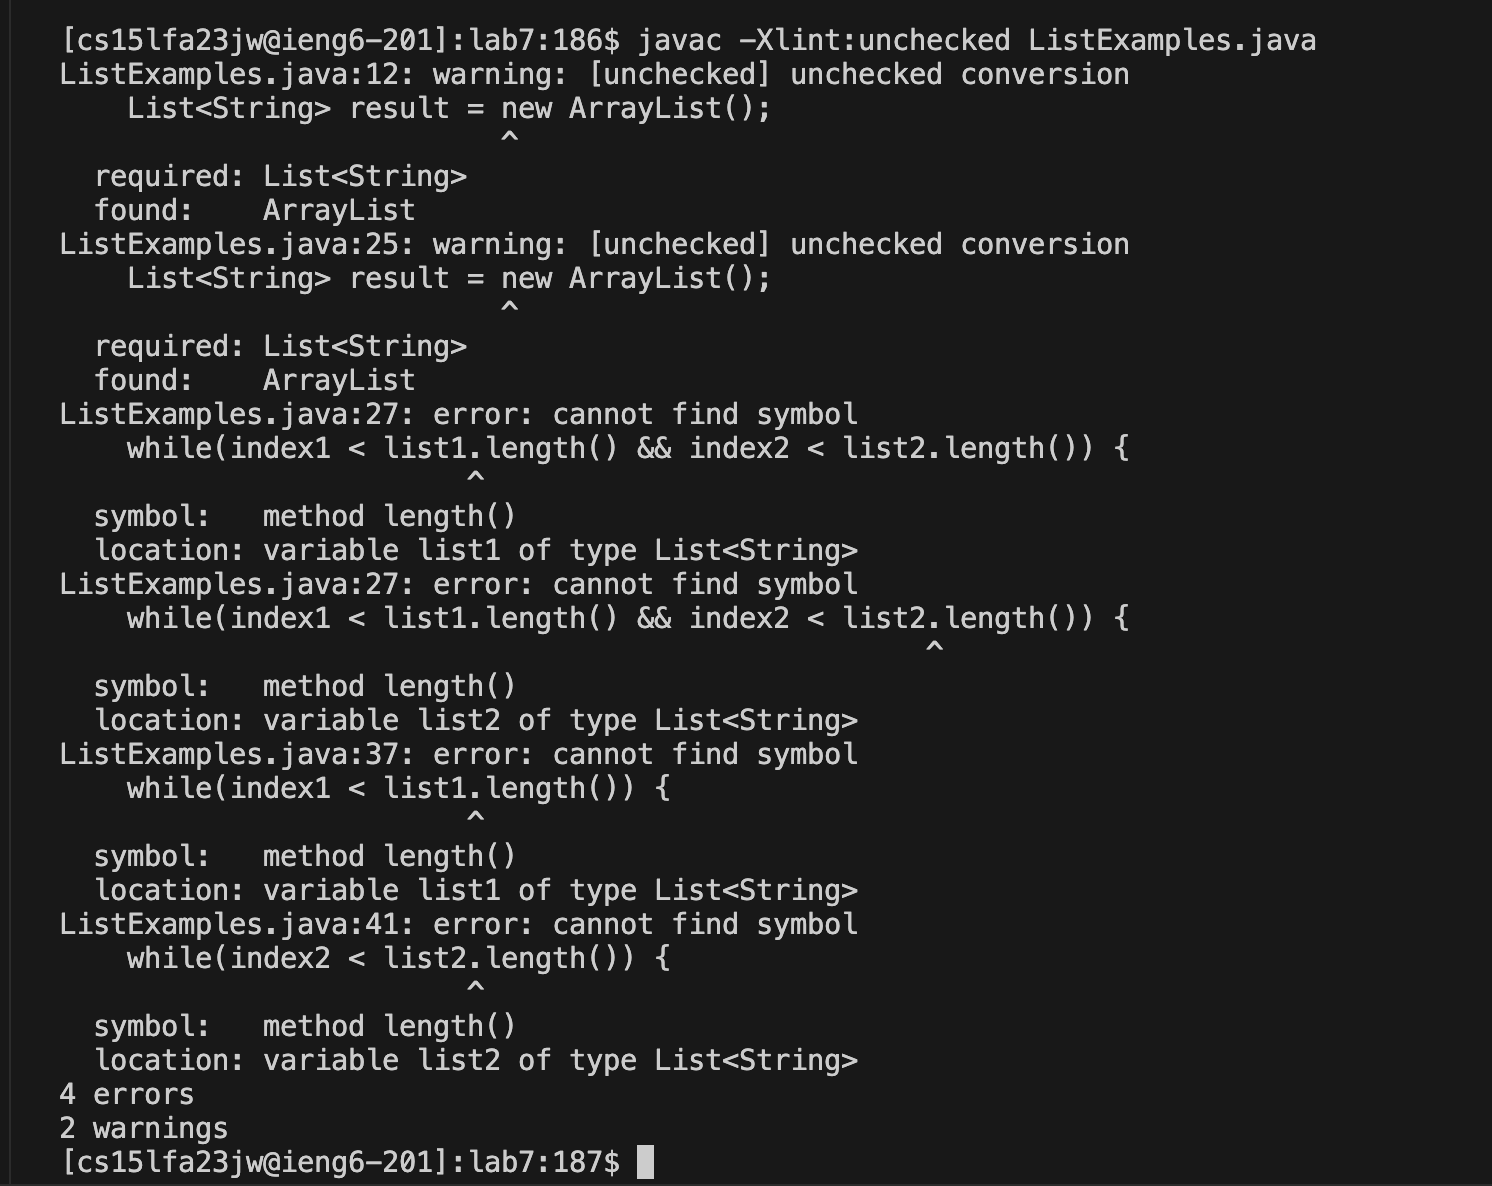 [cs15lfa23jw@ieng6-201]:lab7:186$ javac -Xlint:unchecked ListExamples.java
ListExamples.java:12: warning: [unchecked] unchecked conversion
    List<String> result = new ArrayList();
                          ^
  required: List<String>
  found:    ArrayList
ListExamples.java:25: warning: [unchecked] unchecked conversion
    List<String> result = new ArrayList();
                          ^
  required: List<String>
  found:    ArrayList
ListExamples.java:27: error: cannot find symbol
    while(index1 < list1.length() && index2 < list2.length()) {
                        ^
  symbol:   method length()
  location: variable list1 of type List<String>
ListExamples.java:27: error: cannot find symbol
    while(index1 < list1.length() && index2 < list2.length()) {
                                                   ^
  symbol:   method length()
  location: variable list2 of type List<String>
ListExamples.java:37: error: cannot find symbol
    while(index1 < list1.length()) {
                        ^
  symbol:   method length()
  location: variable list1 of type List<String>
ListExamples.java:41: error: cannot find symbol
    while(index2 < list2.length()) {
                        ^
  symbol:   method length()
  location: variable list2 of type List<String>
4 errors
2 warnings
[cs15lfa23jw@ieng6-201]:lab7:187$